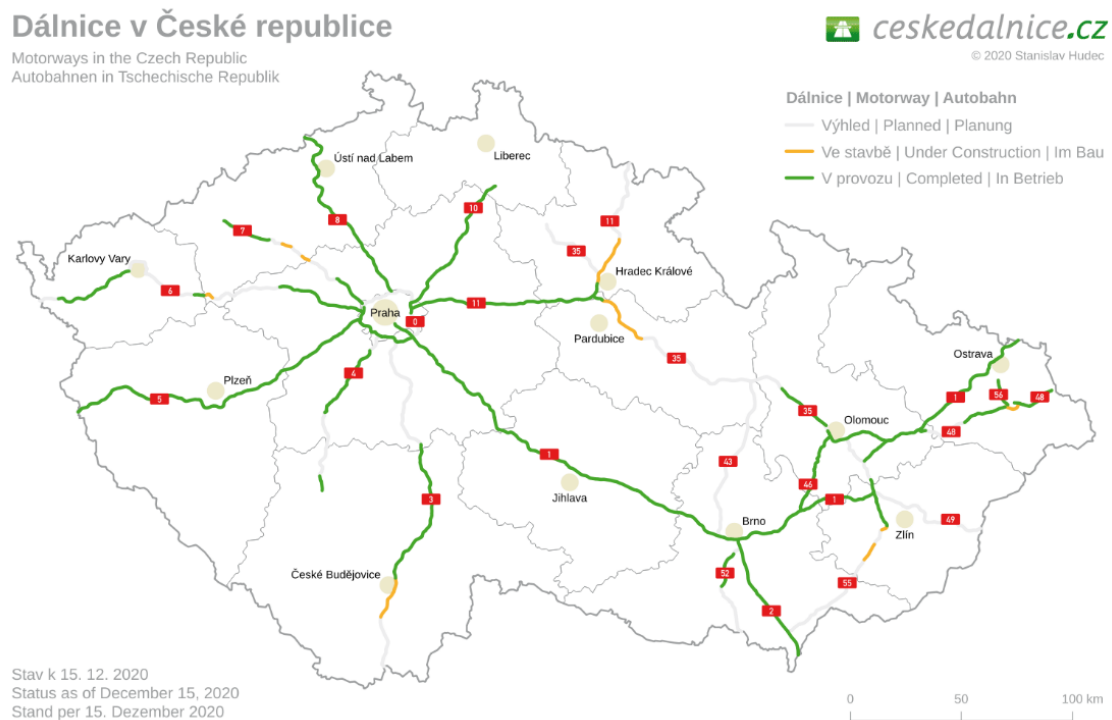 Dálnice v České republice
Motorways in the Czech Republic
Autobahnen in Tschechische Republik
ceskedalnice.cz
© 2020 Stanislav Hudec
Dálnice | Motorway | Autobahn
Výhled | Planned | Planung
Ve stavbě | Under Construction | Im Bau
V provozu | Completed | In Betrieb
Liberec
Ústí nad Labem
10
8
11
7
35
Karlovy Vary
Hradec Králové
6
11
Praha
0
Pardubice
35
Ostrava
4
Plzeň
56
48
5
1
35
Olomouc
48
1
43
Jihlava
46
1
3
Brno
49
Zlín
České Budějovice
52
55
2
Stav k 15. 12. 2020
Status as of December 15, 2020
Stand per 15. Dezember 2020
0
50
100 km